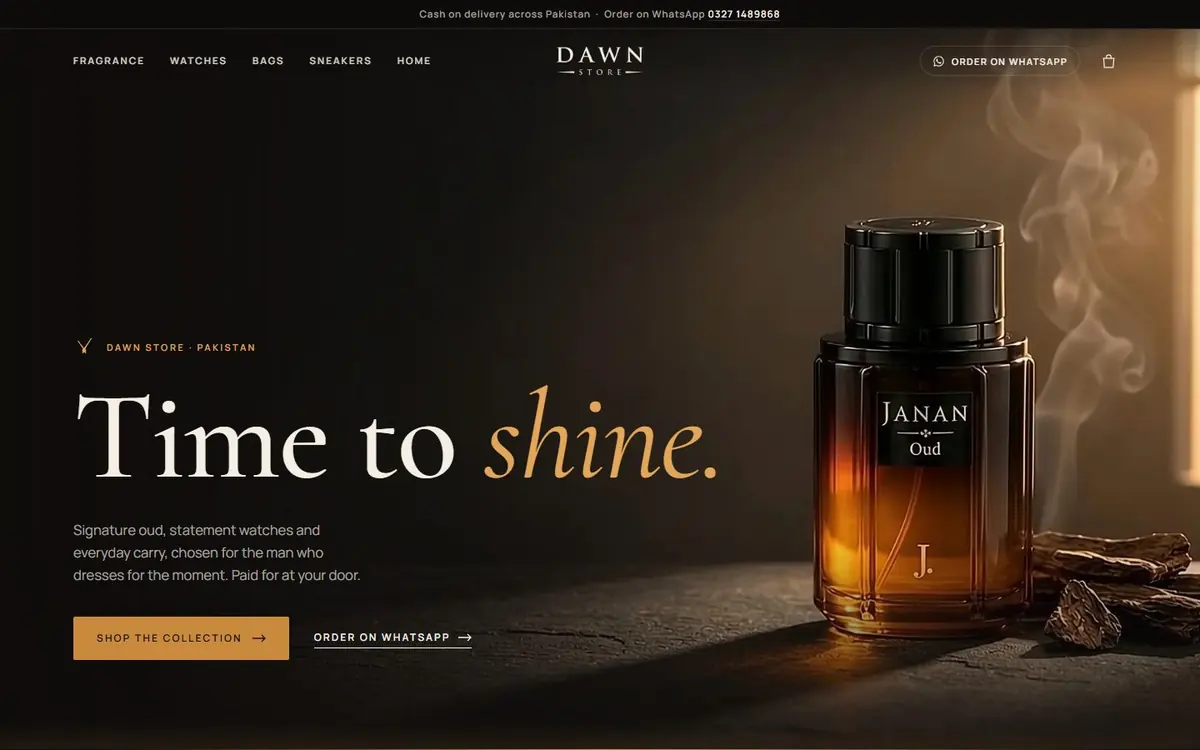 Cash on delivery across Pakistan · Order on WhatsApp 0327 1489868
FRAGRANCE WATCHES BAGS SNEAKERS HOME
DAWN
STORE
ORDER ON WHATSAPP
DAWN STORE · PAKISTAN
Time to shine.
Signature oud, statement watches and
everyday carry, chosen for the man who
dresses for the moment. Paid for at your door.
SHOP THE COLLECTION →
ORDER ON WHATSAPP →
JANAN
Oud
J.